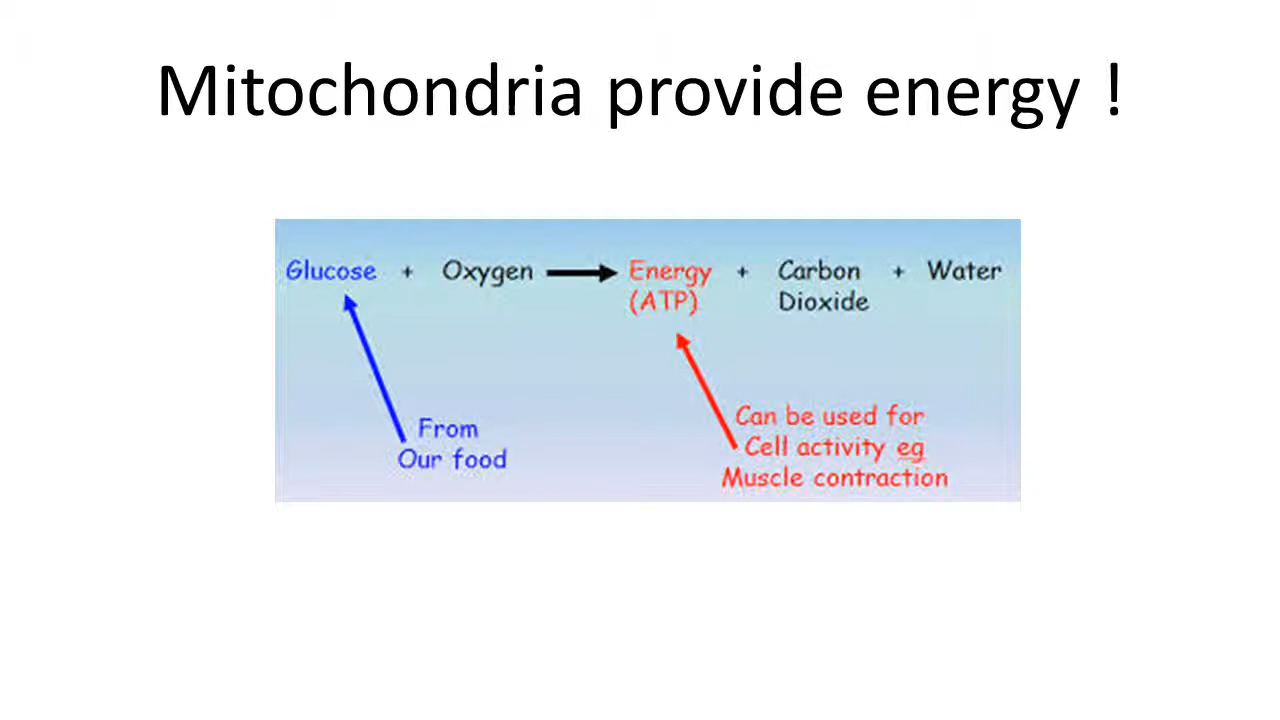 Mitochondria provide energy !
Glucose + Oxygen Energy + Carbon + Water
(ATP) Dioxide
From
Our food
Can be used for
Cell activity eg
Muscle contraction